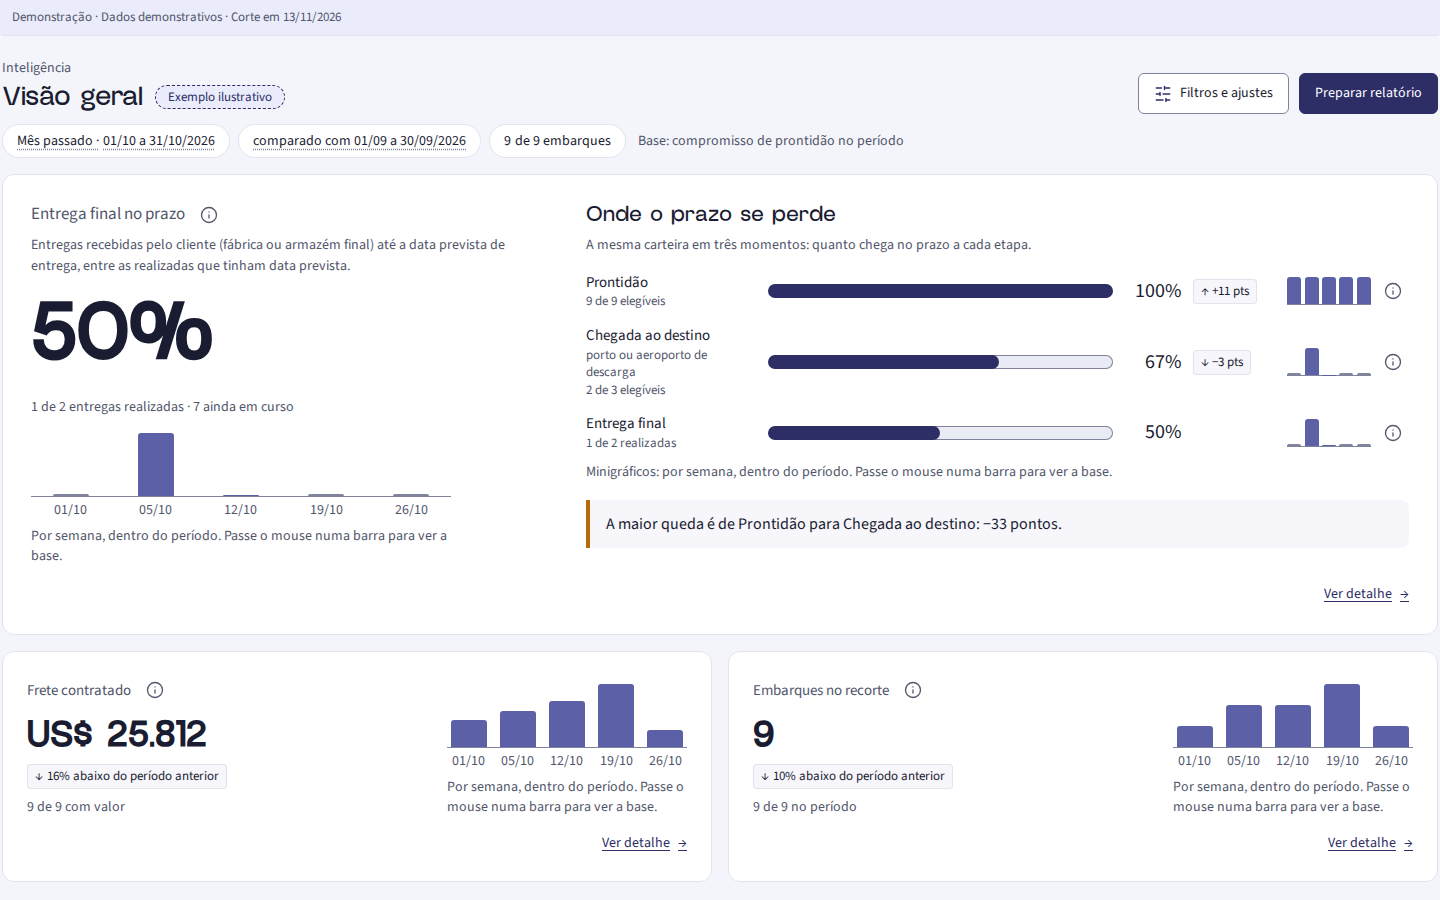 Demonstração · Dados demonstrativos · Corte em 13/11/2026
Inteligência
Visão geral
Exemplo ilustrativo
Filtros e ajustes
Preparar relatório
Mês passado · 01/10 a 31/10/2026
comparado com 01/09 a 30/09/2026
9 de 9 embarques
Base: compromisso de prontidão no período
Entrega final no prazo
Entregas recebidas pelo cliente (fábrica ou armazém final) até a data prevista de
entrega, entre as realizadas que tinham data prevista.
50%
1 de 2 entregas realizadas · 7 ainda em curso
01/10 05/10 12/10 19/10 26/10
Por semana, dentro do período. Passe o mouse numa barra para ver a
base.
Onde o prazo se perde
A mesma carteira em três momentos: quanto chega no prazo a cada etapa.
Prontidão
9 de 9 elegíveis
100%
↑ +11 pts
Chegada ao destino
porto ou aeroporto de
descarga
2 de 3 elegíveis
67%
↓ −3 pts
Entrega final
1 de 2 realizadas
50%
Minigráficos: por semana, dentro do período. Passe o mouse numa barra para ver a base.
A maior queda é de Prontidão para Chegada ao destino: −33 pontos.
Ver detalhe →
Frete contratado
US$ 25.812
↓ 16% abaixo do período anterior
9 de 9 com valor
01/10 05/10 12/10 19/10 26/10
Por semana, dentro do período. Passe o
mouse numa barra para ver a base.
Ver detalhe →
Embarques no recorte
9
↓ 10% abaixo do período anterior
9 de 9 no período
01/10 05/10 12/10 19/10 26/10
Por semana, dentro do período. Passe o
mouse numa barra para ver a base.
Ver detalhe →